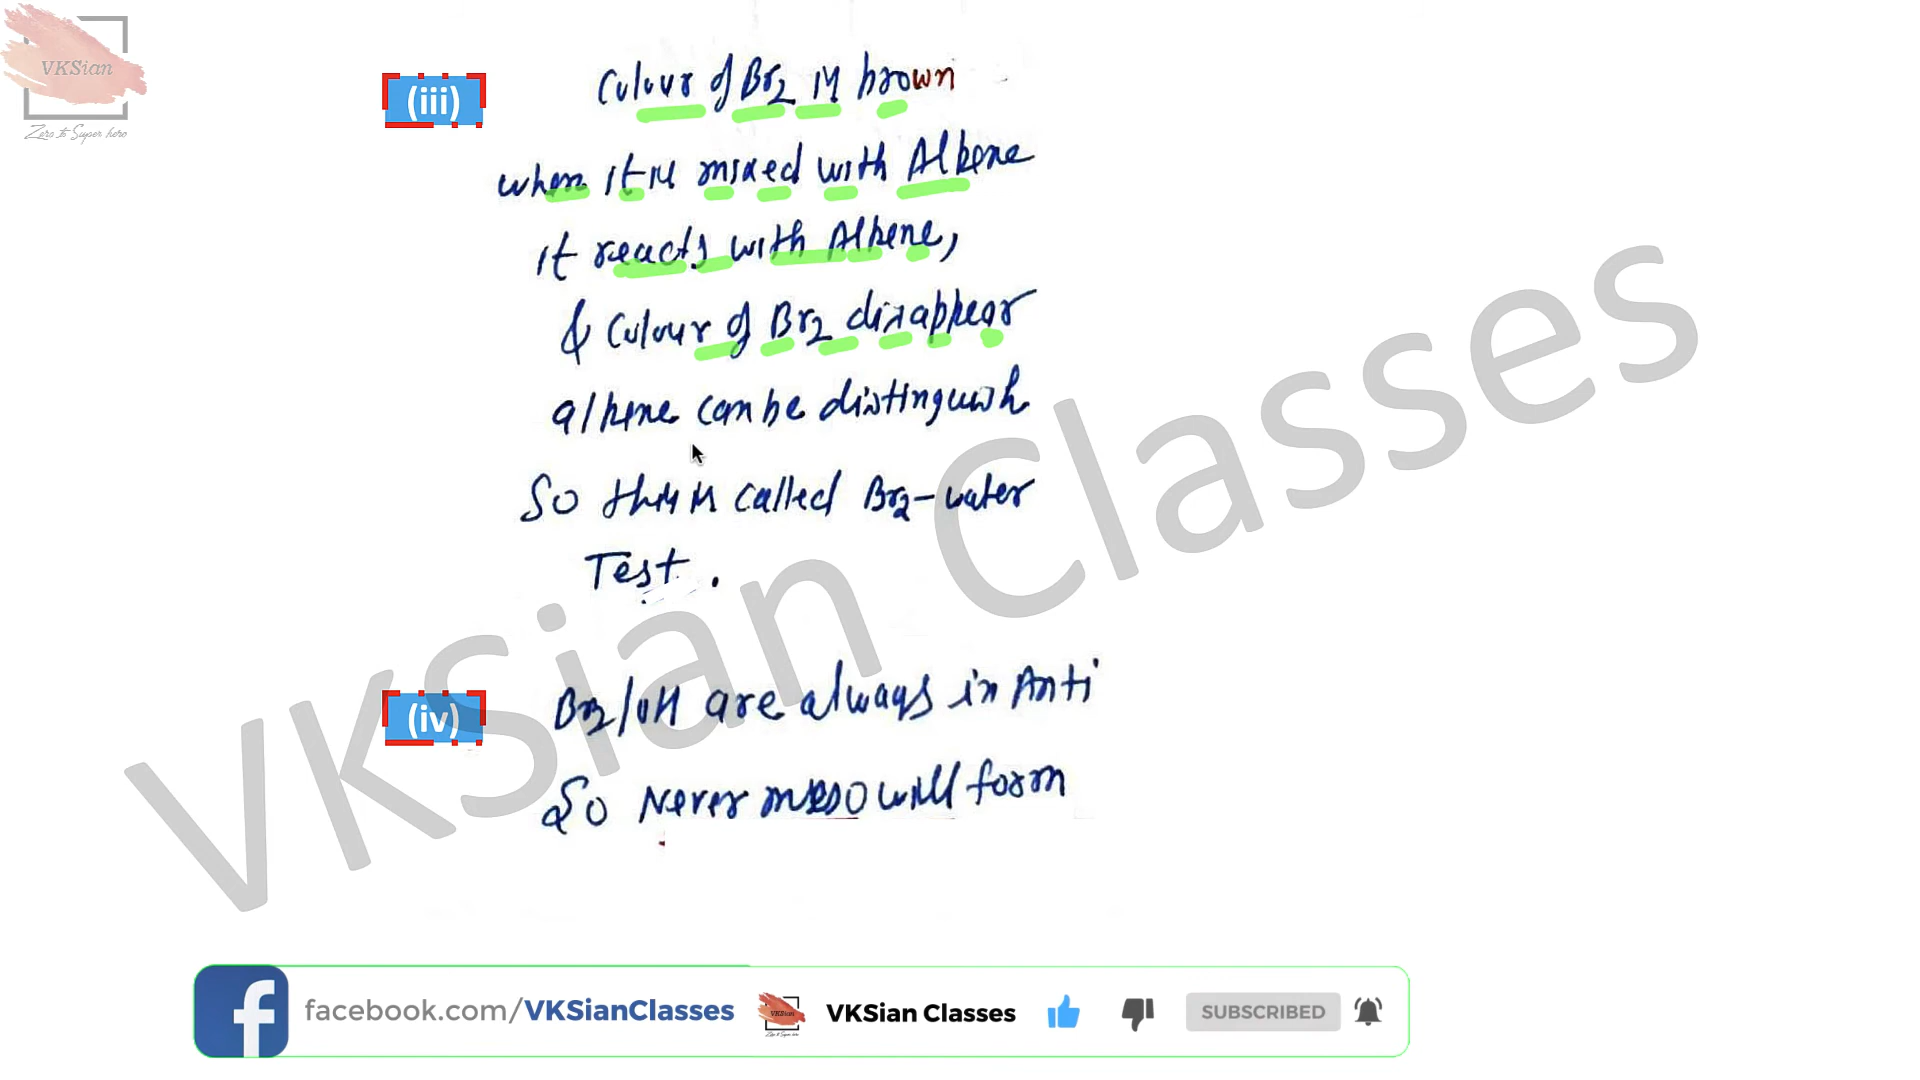 VKSian
Zero to Super hero
(iii)
Colour of Br2 is brown
when it is mixed with Alkene
it reacts with Alkene,
& Colour of Br2 disappear
alkene can be distinguish
So this is called Br2-water
Test.
(iv)
Br2/OH are always in Anti
So Never meso will form
VKSian Classes
facebook.com/VKSianClasses
VKSian Classes
SUBSCRIBED